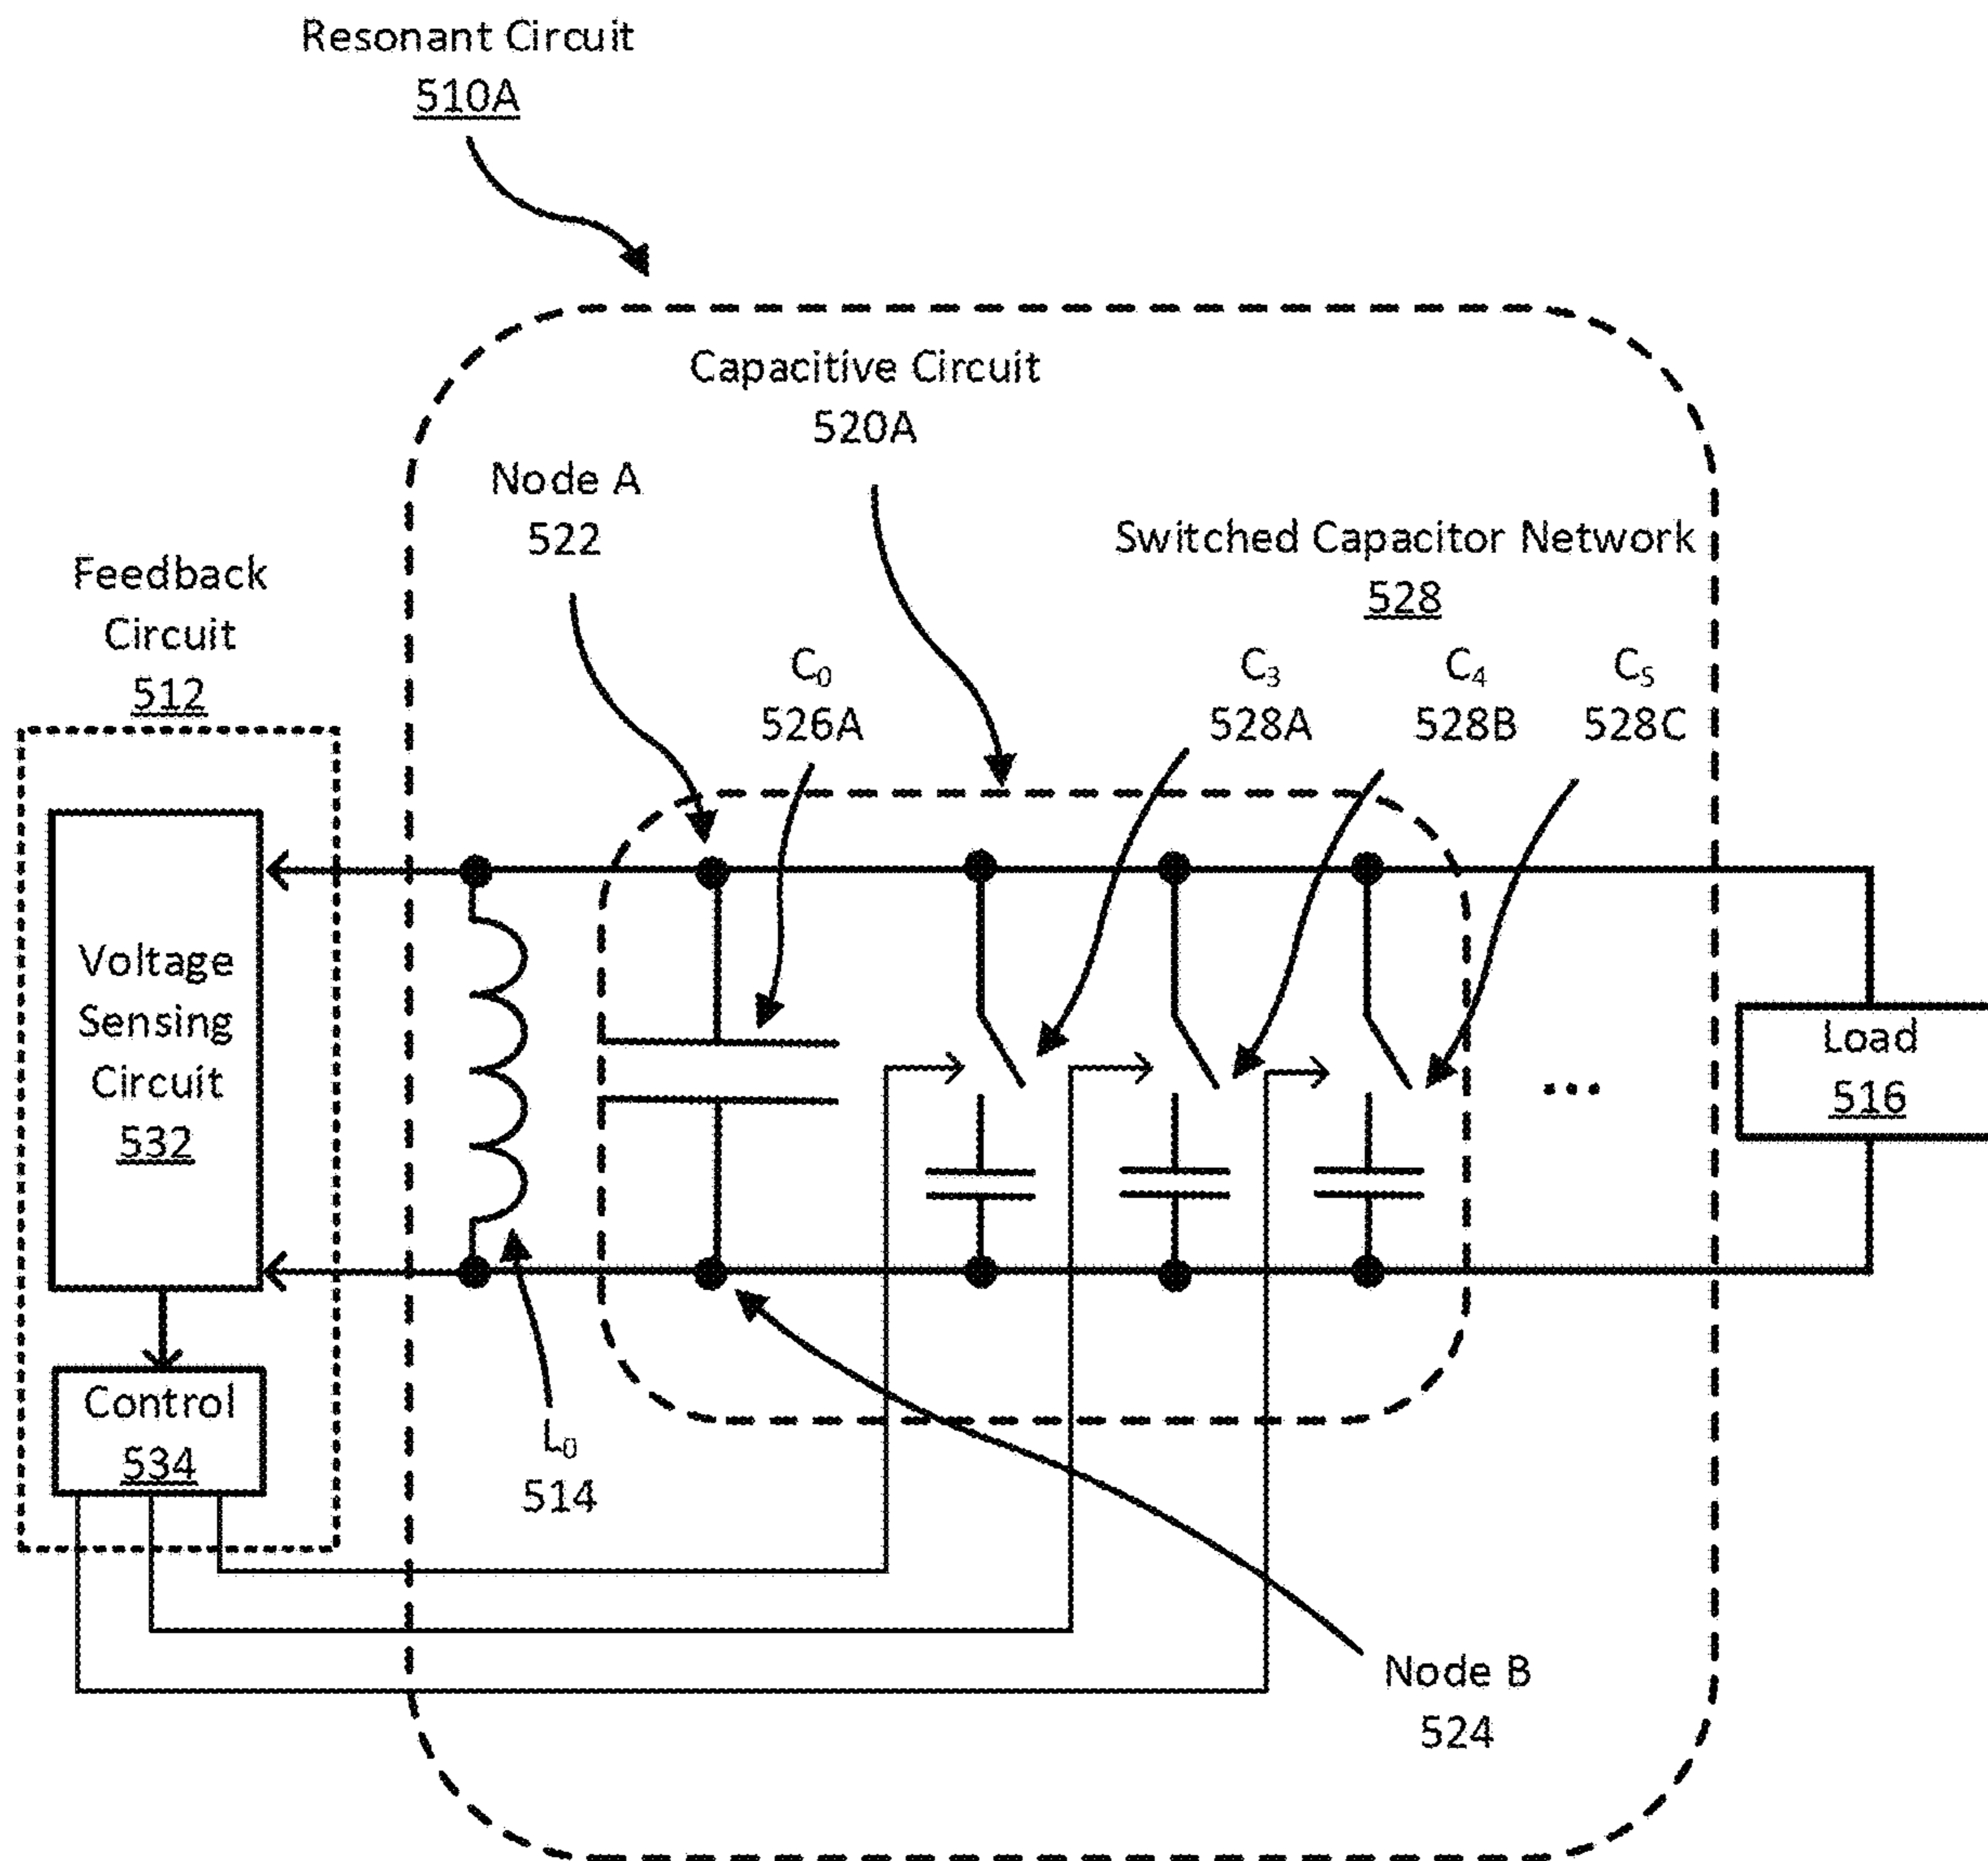 Resonant Circuit
510A
Capacitive Circuit
520A
Node A
522
Switched Capacitor Network
528
Feedback
Circuit
512
C₀
526A
C₃
528A
C₄
528B
C₅
528C
Voltage
Sensing
Circuit
532
Load
516
...
Control
534
L₀
514
Node B
524